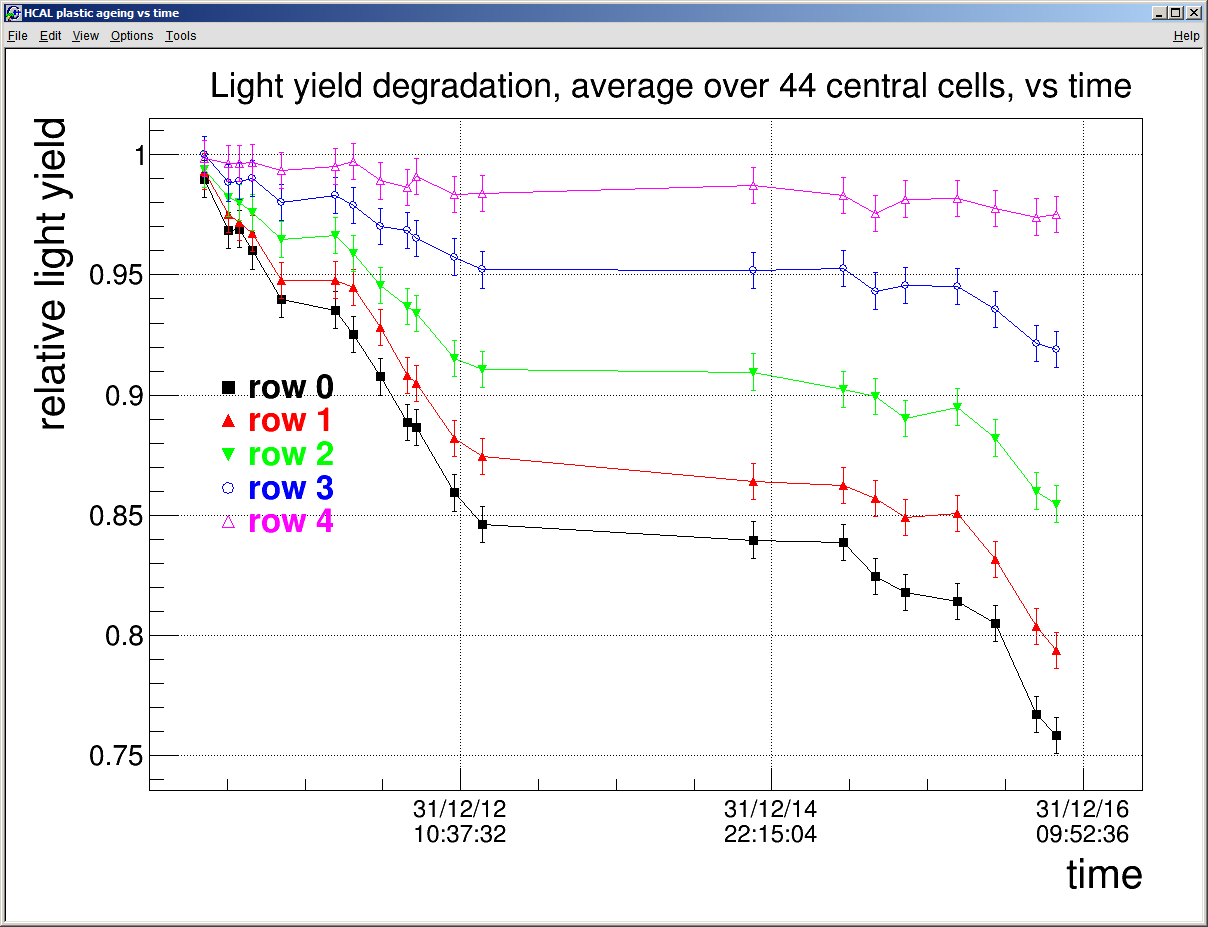 HCAL plastic ageing vs time
File Edit View Options Tools Help
Light yield degradation, average over 44 central cells, vs time
relative light yield
1
0.95
0.9
row 0
row 1
row 2
row 3
row 4
0.85
0.8
0.75
31/12/12 31/12/14 31/12/16
10:37:32 22:15:04 09:52:36
time